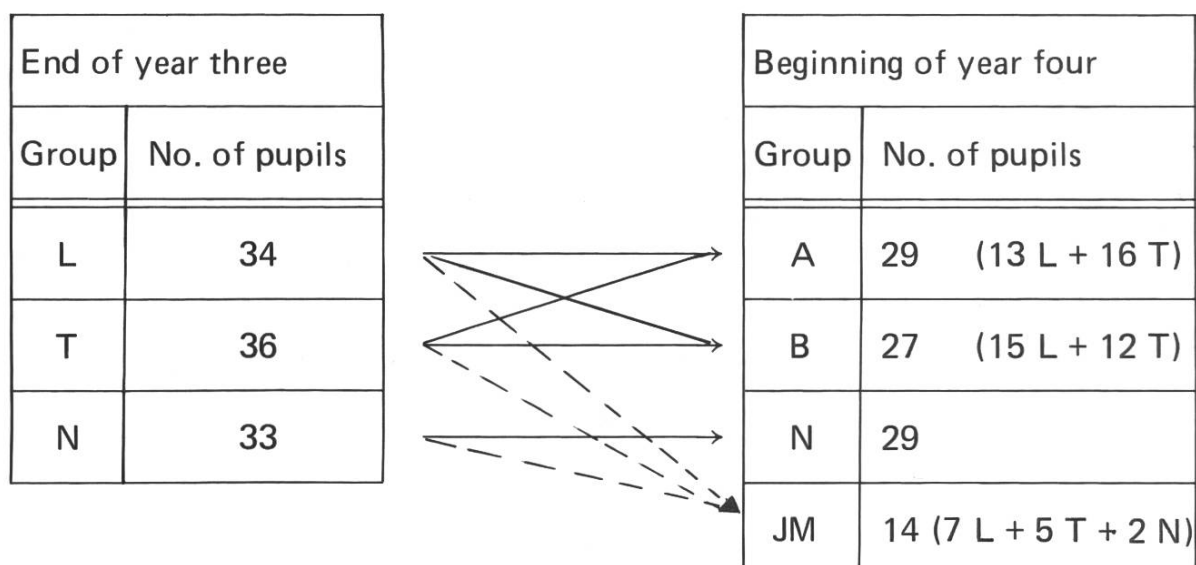 End of year three
Group No. of pupils
L 34
T 36
N 33
Beginning of year four
Group No. of pupils
A 29 (13 L + 16 T)
B 27 (15 L + 12 T)
N 29
JM 14 (7 L + 5 T + 2 N)